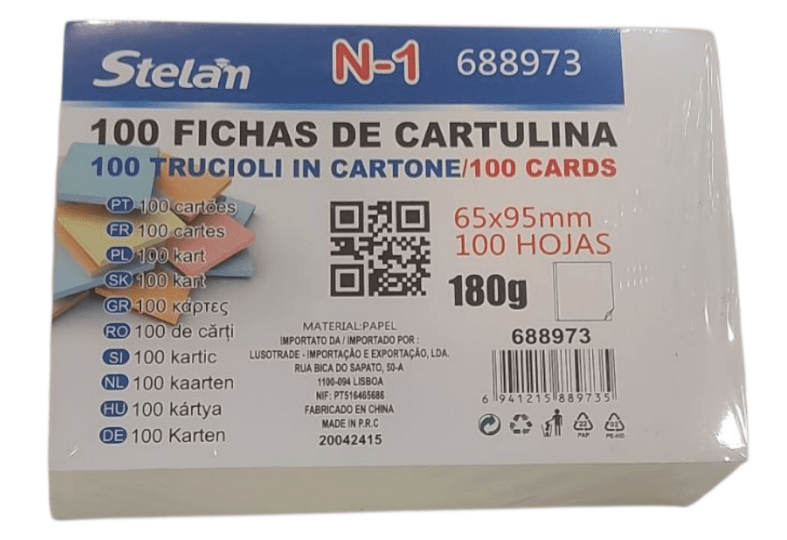 Stelan N-1 688973
100 FICHAS DE CARTULINA
100 TRUCIOLI IN CARTONE/100 CARDS
PT 100 cartões
FR 100 cartes
PL 100 kart
SK 100 kart
GR 100 κάρτες
RO 100 de cărți
SI 100 kartic
NL 100 kaarten
HU 100 kártya
DE 100 Karten
65x95mm
100 HOJAS
180g
MATERIAL:PAPEL
IMPORTATO DA / IMPORTADO POR :
LUSOTRADE - IMPORTAÇÃO E EXPORTAÇÃO, LDA.
RUA BICA DO SAPATO, 50-A
1100-094 LISBOA
NIF: PT516465686
FABRICADO EN CHINA
MADE IN P.R.C
20042415
688973
6 941215 889735
22
PAP
02
PE-HD